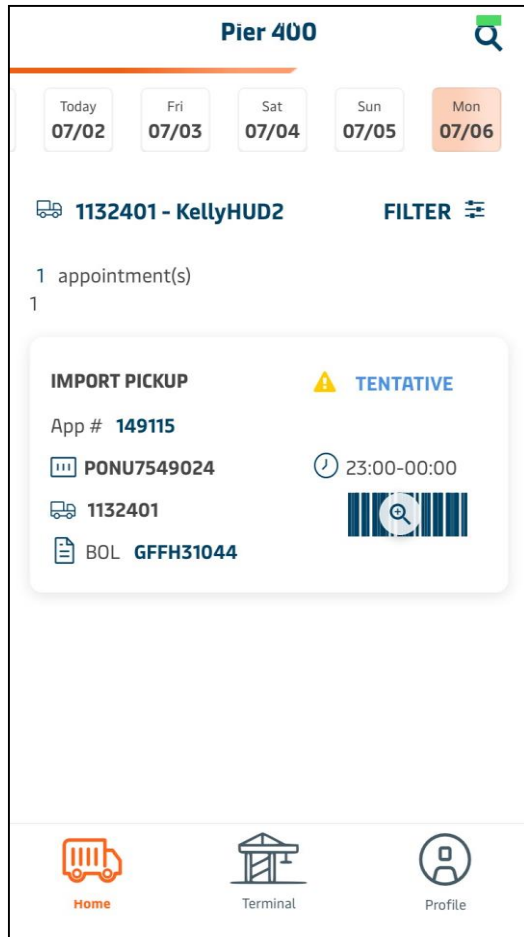 Pier 400
Today Fri Sat Sun Mon
07/02 07/03 07/04 07/05 07/06
1132401 - KellyHUD2 FILTER
1 appointment(s)
1
IMPORT PICKUP TENTATIVE
App # 149115
PONU7549024 23:00-00:00
1132401
BOL GFFH31044
Home Terminal Profile